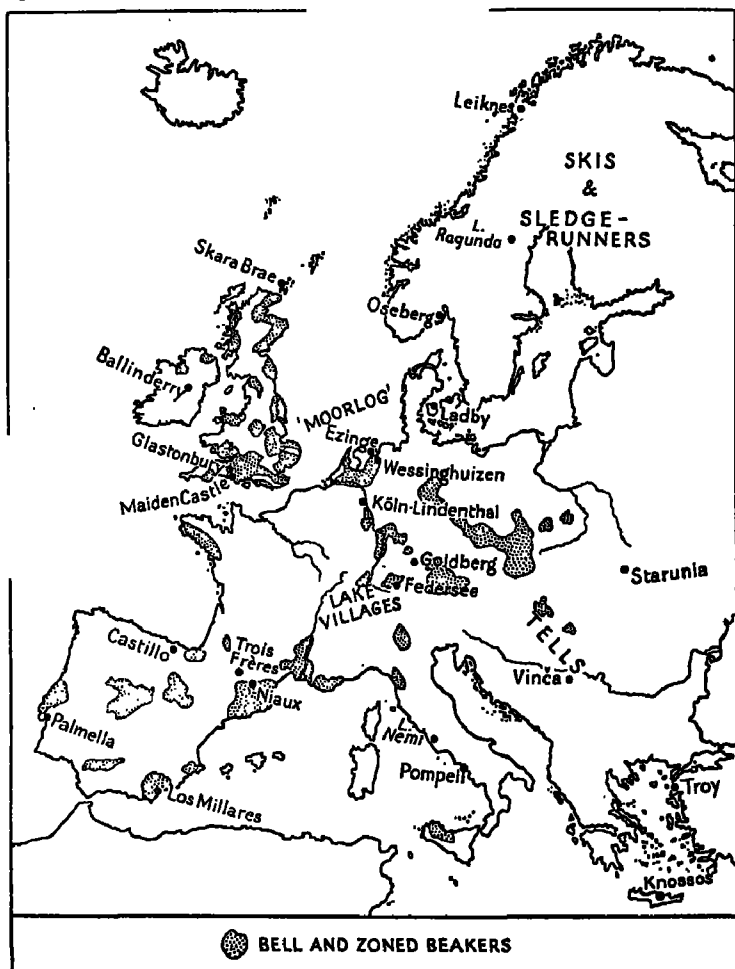 Leiknes
SKIS
&
SLEDGE-
RUNNERS
L.
Ragunda
Skara Brae
Oseberg
Ballinderry
'MOORLOG'
Ladby
Ezinge
Glastonbury
Wessinghuizen
Maiden Castle
Köln-Lindenthal
Goldberg
Starunia
Federsee
LAKE
VILLAGES
TELLS
Castillo
Trois
Frères
Vinča
Niaux
Palmella
L.
Nemi
Pompeii
Troy
Los Millares
Knossos
BELL AND ZONED BEAKERS